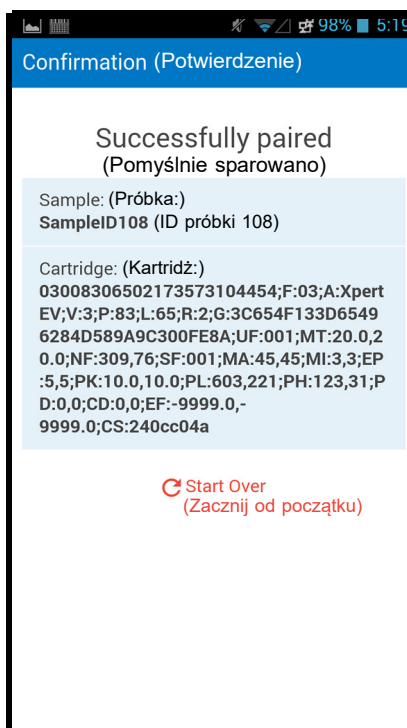 98% 5:19
Confirmation (Potwierdzenie)
Successfully paired
(Pomyślnie sparowano)
Sample: (Próbka:)
SampleID108 (ID próbki 108)
Cartridge: (Kartridż:)
03008306502173573104454;F:03;A:Xpert
EV;V:3;P:83;L:65;R:2;G:3C654F133D6549
6284D589A9C300FE8A;UF:001;MT:20.0,2
0.0;NF:309,76;SF:001;MA:45,45;MI:3,3;EP
:5,5;PK:10.0,10.0;PL:603,221;PH:123,31;P
D:0,0;CD:0,0;EF:-9999.0,-
9999.0;CS:240cc04a
Start Over
(Zacznij od początku)